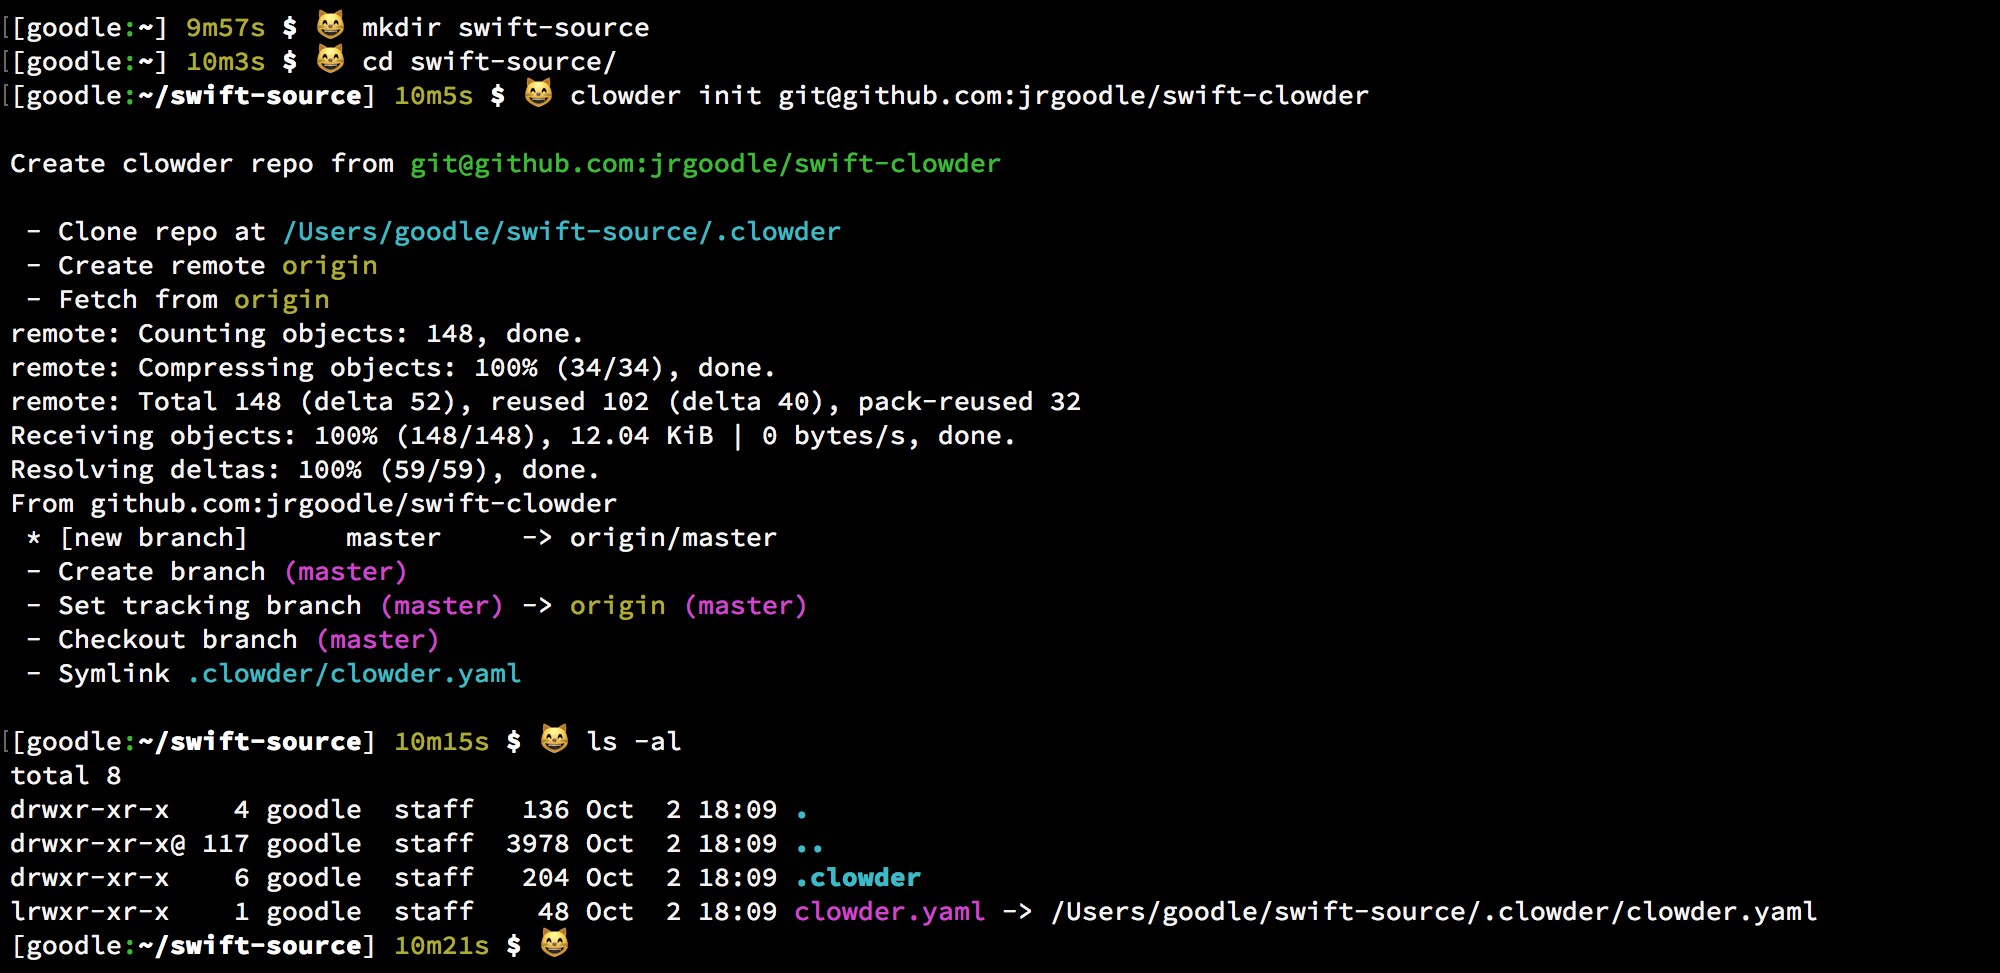 [[goodle:~] 9m57s $ 😸 mkdir swift-source
[[goodle:~] 10m3s $ 😸 cd swift-source/
[[goodle:~/swift-source] 10m5s $ 😸 clowder init git@github.com:jrgoodle/swift-clowder
Create clowder repo from git@github.com:jrgoodle/swift-clowder
- Clone repo at /Users/goodle/swift-source/.clowder
- Create remote origin
- Fetch from origin
remote: Counting objects: 148, done.
remote: Compressing objects: 100% (34/34), done.
remote: Total 148 (delta 52), reused 102 (delta 40), pack-reused 32
Receiving objects: 100% (148/148), 12.04 KiB | 0 bytes/s, done.
Resolving deltas: 100% (59/59), done.
From github.com:jrgoodle/swift-clowder
* [new branch]      master     -> origin/master
- Create branch (master)
- Set tracking branch (master) -> origin (master)
- Checkout branch (master)
- Symlink .clowder/clowder.yaml
[[goodle:~/swift-source] 10m15s $ 😸 ls -al
total 8
drwxr-xr-x    4 goodle  staff   136 Oct  2 18:09 .
drwxr-xr-x@ 117 goodle  staff  3978 Oct  2 18:09 ..
drwxr-xr-x    6 goodle  staff   204 Oct  2 18:09 .clowder
lrwxr-xr-x    1 goodle  staff    48 Oct  2 18:09 clowder.yaml -> /Users/goodle/swift-source/.clowder/clowder.yaml
[goodle:~/swift-source] 10m21s $ 😸